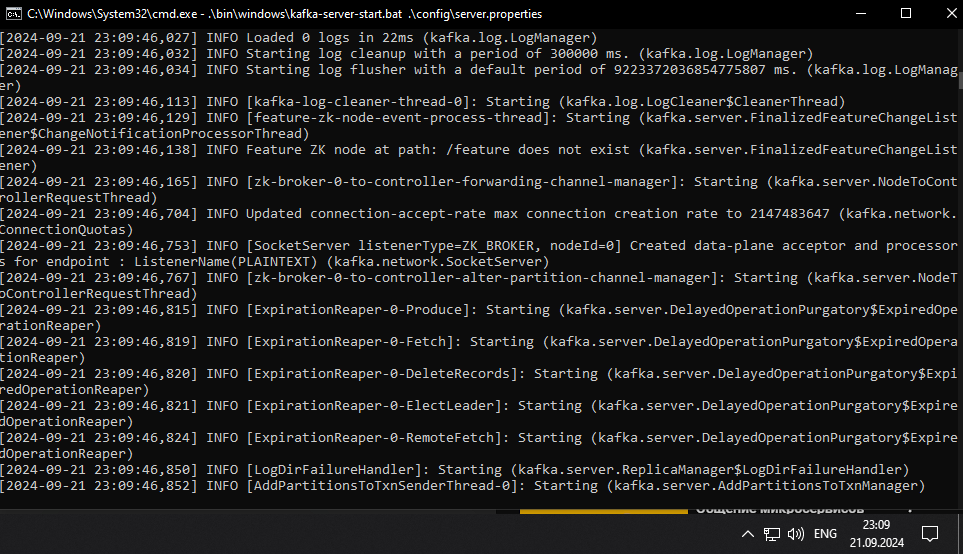 C:\Windows\System32\cmd.exe - .\bin\windows\kafka-server-start.bat .\config\server.properties
[2024-09-21 23:09:46,027] INFO Loaded 0 logs in 22ms (kafka.log.LogManager)
[2024-09-21 23:09:46,032] INFO Starting log cleanup with a period of 300000 ms. (kafka.log.LogManager)
[2024-09-21 23:09:46,034] INFO Starting log flusher with a default period of 9223372036854775807 ms. (kafka.log.LogManag
er)
[2024-09-21 23:09:46,113] INFO [kafka-log-cleaner-thread-0]: Starting (kafka.log.LogCleaner$CleanerThread)
[2024-09-21 23:09:46,129] INFO [feature-zk-node-event-process-thread]: Starting (kafka.server.FinalizedFeatureChangeList
ener$ChangeNotificationProcessorThread)
[2024-09-21 23:09:46,138] INFO Feature ZK node at path: /feature does not exist (kafka.server.FinalizedFeatureChangeList
ener)
[2024-09-21 23:09:46,165] INFO [zk-broker-0-to-controller-forwarding-channel-manager]: Starting (kafka.server.NodeToCont
rollerRequestThread)
[2024-09-21 23:09:46,704] INFO Updated connection-accept-rate max connection creation rate to 2147483647 (kafka.network.
ConnectionQuotas)
[2024-09-21 23:09:46,753] INFO [SocketServer listenerType=ZK_BROKER, nodeId=0] Created data-plane acceptor and processor
s for endpoint : ListenerName(PLAINTEXT) (kafka.network.SocketServer)
[2024-09-21 23:09:46,767] INFO [zk-broker-0-to-controller-alter-partition-channel-manager]: Starting (kafka.server.NodeT
oControllerRequestThread)
[2024-09-21 23:09:46,815] INFO [ExpirationReaper-0-Produce]: Starting (kafka.server.DelayedOperationPurgatory$ExpiredOpe
rationReaper)
[2024-09-21 23:09:46,819] INFO [ExpirationReaper-0-Fetch]: Starting (kafka.server.DelayedOperationPurgatory$ExpiredOpera
tionReaper)
[2024-09-21 23:09:46,820] INFO [ExpirationReaper-0-DeleteRecords]: Starting (kafka.server.DelayedOperationPurgatory$Expi
redOperationReaper)
[2024-09-21 23:09:46,821] INFO [ExpirationReaper-0-ElectLeader]: Starting (kafka.server.DelayedOperationPurgatory$Expire
dOperationReaper)
[2024-09-21 23:09:46,824] INFO [ExpirationReaper-0-RemoteFetch]: Starting (kafka.server.DelayedOperationPurgatory$Expire
dOperationReaper)
[2024-09-21 23:09:46,850] INFO [LogDirFailureHandler]: Starting (kafka.server.ReplicaManager$LogDirFailureHandler)
[2024-09-21 23:09:46,852] INFO [AddPartitionsToTxnSenderThread-0]: Starting (kafka.server.AddPartitionsToTxnManager)
Общение микросервисов
ENG
23:09
21.09.2024